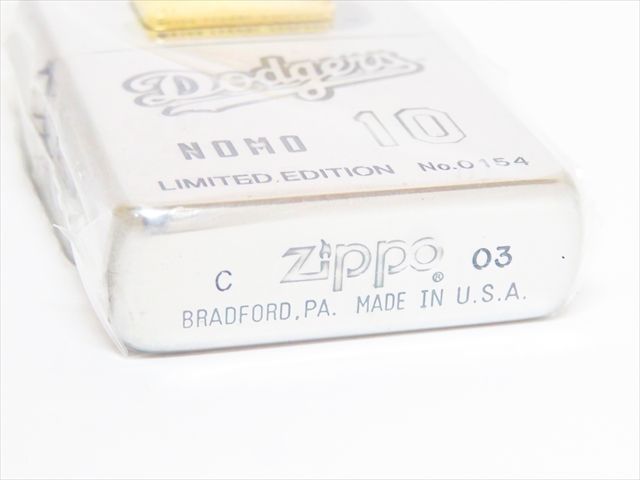 Dodgers
NOMO 10
LIMITED.EDITION No.0154
C Zippo ® 03
BRADFORD,PA. MADE IN U.S.A.